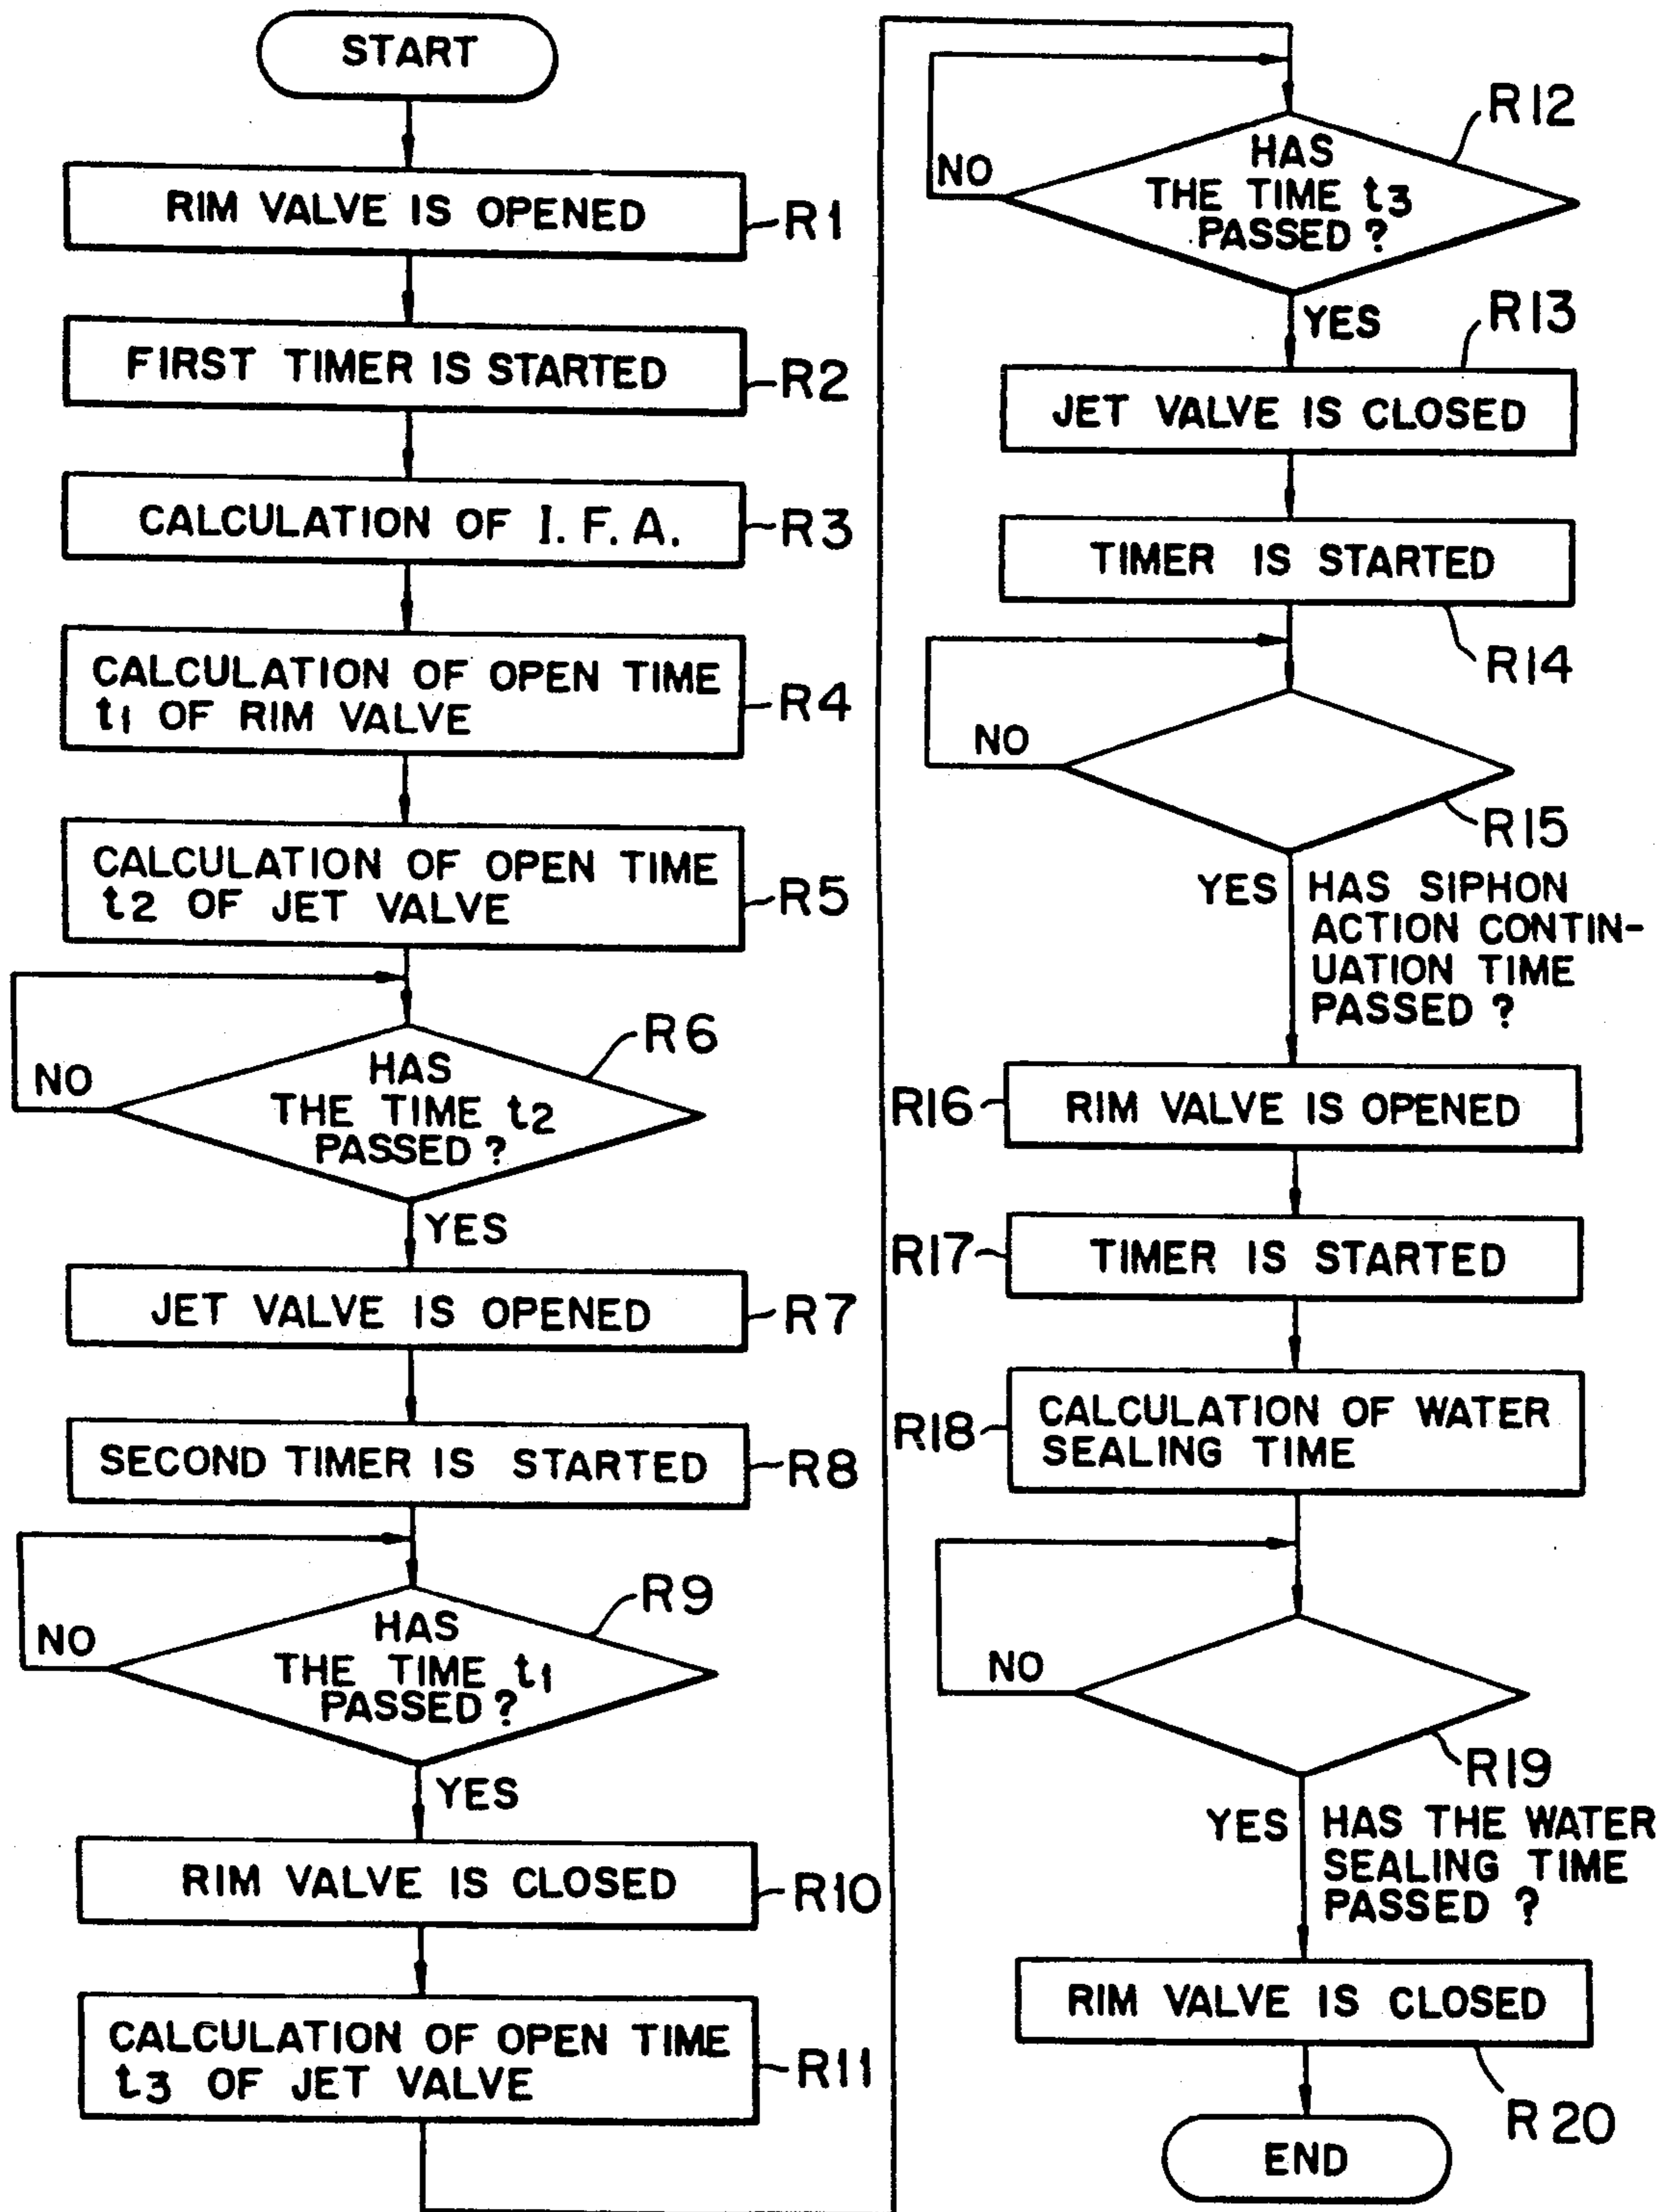 START
RIM VALVE IS OPENED
R1
FIRST TIMER IS STARTED
R2
CALCULATION OF I.F.A.
R3
CALCULATION OF OPEN TIME
t1 OF RIM VALVE
R4
CALCULATION OF OPEN TIME
t2 OF JET VALVE
R5
R6
NO
HAS
THE TIME t2
PASSED?
YES
JET VALVE IS OPENED
R7
SECOND TIMER IS STARTED
R8
R9
NO
HAS
THE TIME t1
PASSED?
YES
RIM VALVE IS CLOSED
R10
CALCULATION OF OPEN TIME
t3 OF JET VALVE
R11
R12
NO
HAS
THE TIME t3
PASSED?
YES
R13
JET VALVE IS CLOSED
TIMER IS STARTED
R14
NO
R15
YES
HAS SIPHON
ACTION CONTIN-
UATION TIME
PASSED?
R16
RIM VALVE IS OPENED
R17
TIMER IS STARTED
R18
CALCULATION OF WATER
SEALING TIME
NO
R19
YES
HAS THE WATER
SEALING TIME
PASSED?
RIM VALVE IS CLOSED
R20
END